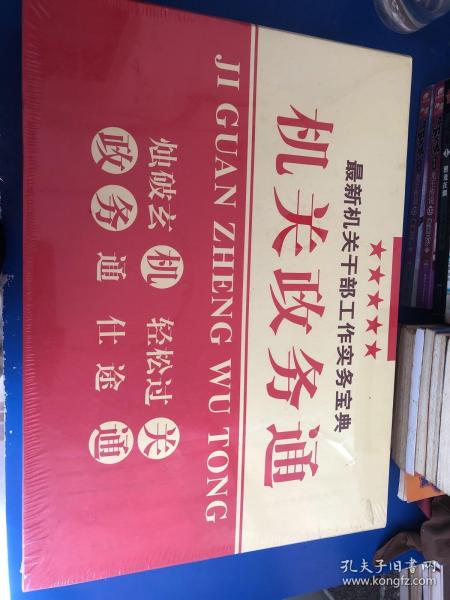 最新机关干部工作实务宝典
机关政务通
JI GUAN ZHENG WU TONG
烛破玄机 轻松过关
政务通 仕途通
孔夫子旧书网
www.kongfz.com